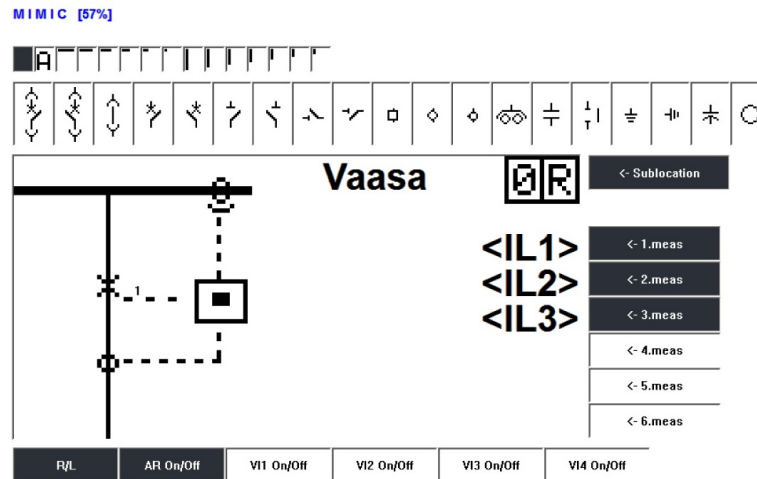 MIMIC [57%]
A
Vaasa
0R
<- Sublocation
<IL1>
<- 1.meas
<IL2>
<- 2.meas
<IL3>
<- 3.meas
1
<- 4.meas
<- 5.meas
<- 6.meas
R/L
AR On/Off
VI1 On/Off
VI2 On/Off
VI3 On/Off
VI4 On/Off